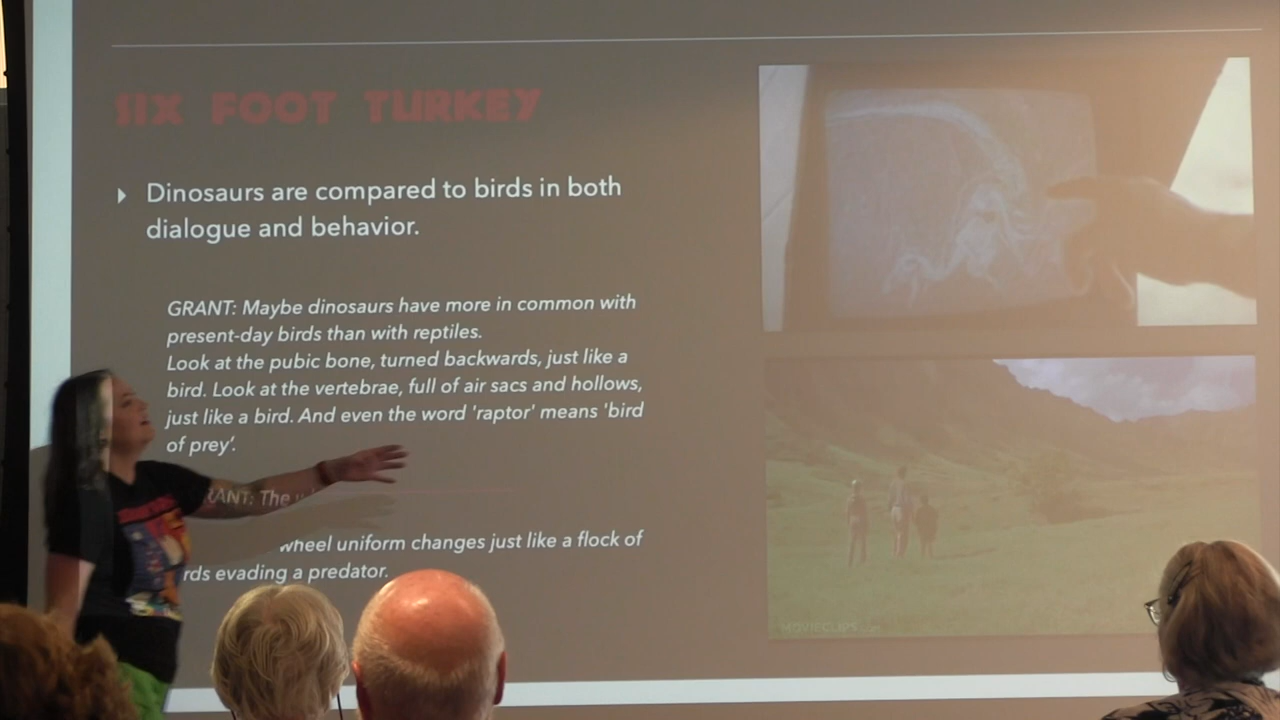 SIX FOOT TURKEY
Dinosaurs are compared to birds in both
dialogue and behavior.
GRANT: Maybe dinosaurs have more in common with
present-day birds than with reptiles.
Look at the pubic bone, turned backwards, just like a
bird. Look at the vertebrae, full of air sacs and hollows,
just like a bird. And even the word 'raptor' means 'bird
of prey'.
RANT: The
wheel uniform changes just like a flock of
rds evading a predator.
MOVIECLIPS